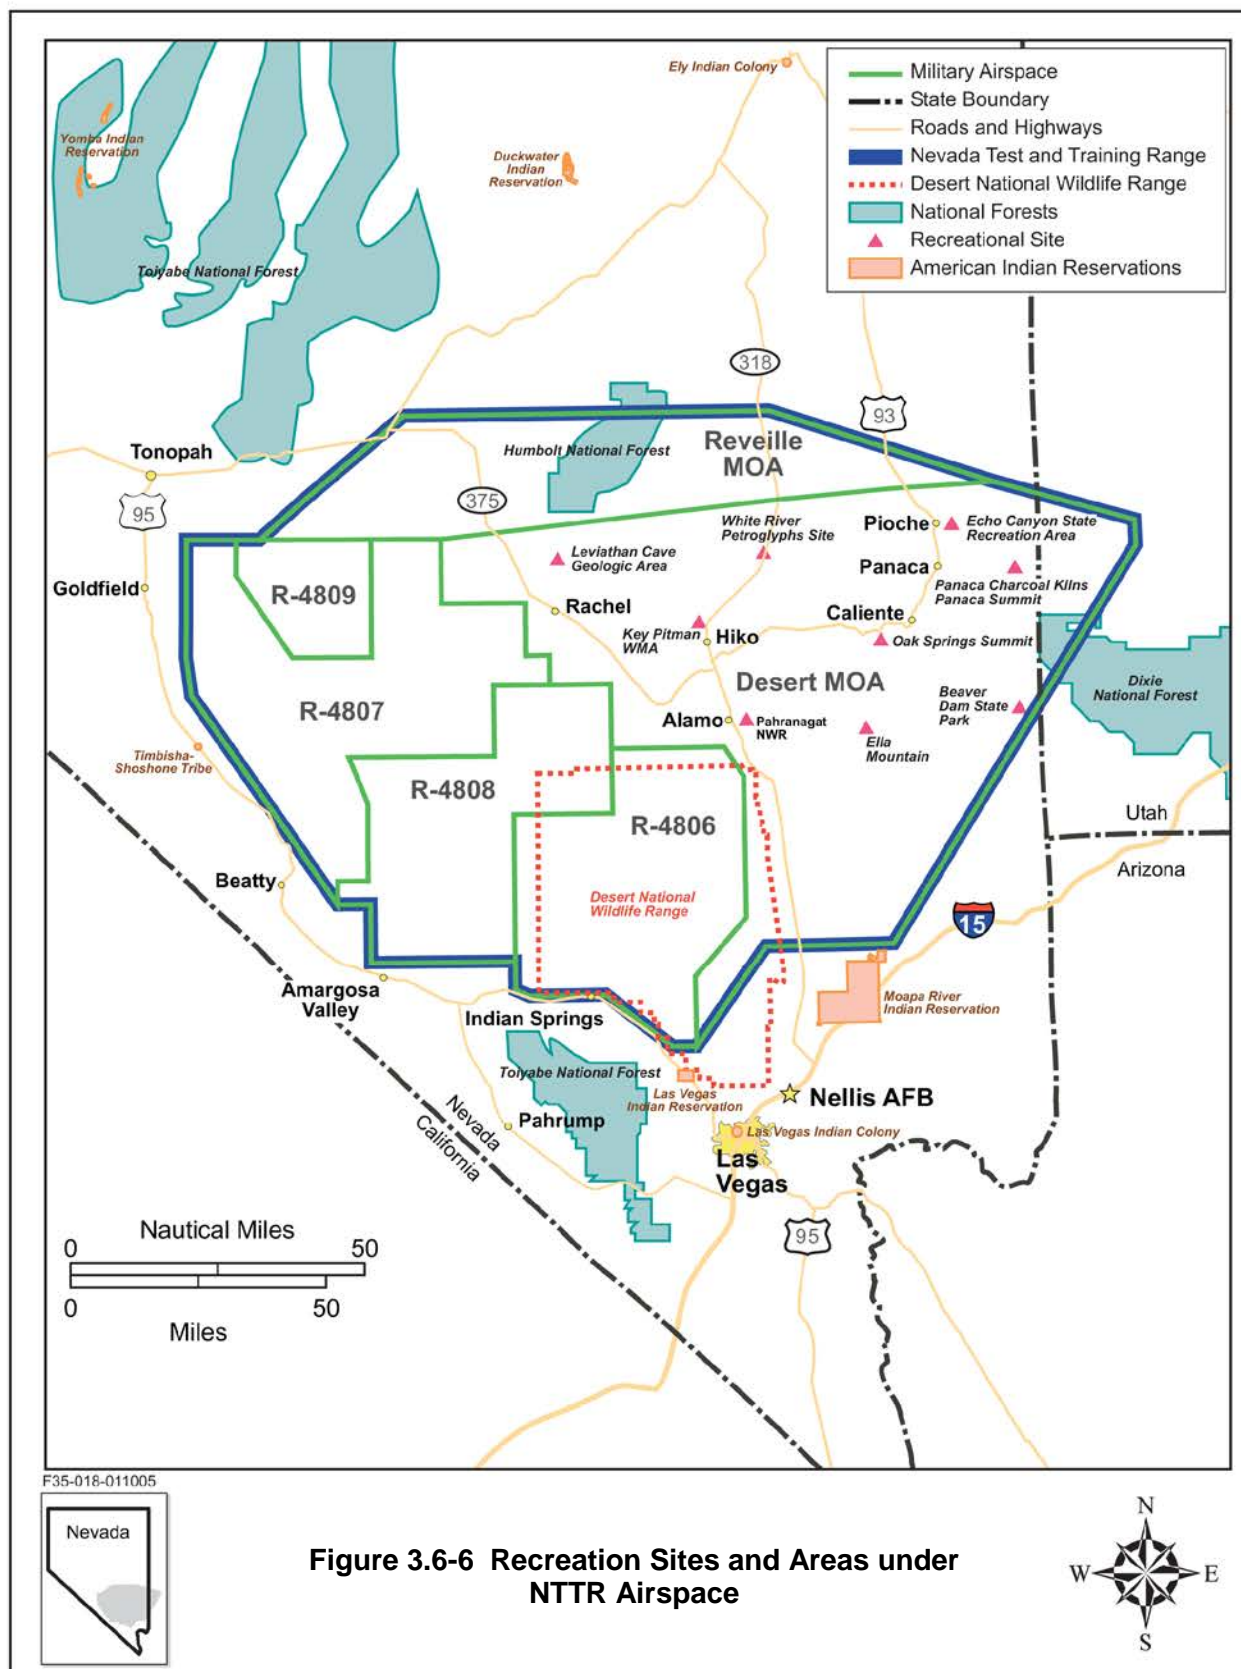 Ely Indian Colony
Military Airspace
State Boundary
Roads and Highways
Nevada Test and Training Range
Desert National Wildlife Range
National Forests
Recreational Site
American Indian Reservations
Yomba Indian
Reservation
Duckwater
Indian
Reservation
Toiyabe National Forest
318
93
Tonopah
Humbolt National Forest
Reveille
MOA
375
95
White River
Petroglyphs Site
Pioche
Echo Canyon State
Recreation Area
Leviathan Cave
Geologic Area
Panaca
Panaca Charcoal Kilns
Panaca Summit
Goldfield
R-4809
Rachel
Caliente
Key Pitman
WMA
Hiko
Oak Springs Summit
Desert MOA
Dixie
National Forest
R-4807
Beaver
Dam State
Park
Alamo
Pahranagat
NWR
Ella
Mountain
Timbisha-
Shoshone Tribe
R-4808
R-4806
Utah
Arizona
Beatty
Desert National
Wildlife Range
15
Amargosa
Valley
Indian Springs
Moapa River
Indian Reservation
Toiyabe National Forest
Las Vegas
Indian Reservation
Nellis AFB
Nevada
California
Pahrump
Las Vegas Indian Colony
Las
Vegas
95
Nautical Miles
0 50
0 50
Miles
F35-018-011005
Nevada
Figure 3.6-6 Recreation Sites and Areas under
NTTR Airspace
N
W E
S